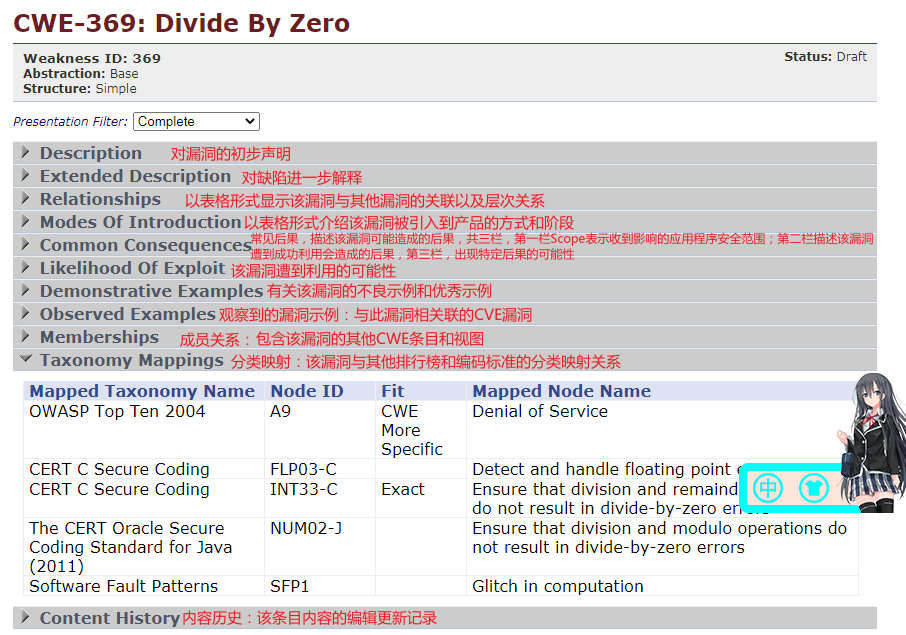 CWE-369: Divide By Zero
Weakness ID: 369
Status: Draft
Abstraction: Base
Structure: Simple
Presentation Filter: Complete
Description 对漏洞的初步声明
Extended Description 对缺陷进一步解释
Relationships 以表格形式显示该漏洞与其他漏洞的关联以及层次关系
Modes Of Introduction 以表格形式介绍该漏洞被引入到产品的方式和阶段
Common Consequences 常见后果，描述该漏洞可能造成的后果，共三栏，第一栏Scope表示收到影响的应用程序安全范围；第二栏描述该漏洞
遭到成功利用会造成的后果，第三栏，出现特定后果的可能性
Likelihood Of Exploit 该漏洞遭到利用的可能性
Demonstrative Examples 有关该漏洞的不良示例和优秀示例
Observed Examples 观察到的漏洞示例：与此漏洞相关联的CVE漏洞
Memberships 成员关系：包含该漏洞的其他CWE条目和视图
Taxonomy Mappings 分类映射：该漏洞与其他排行榜和编码标准的分类映射关系
Mapped Taxonomy Name Node ID Fit Mapped Node Name
OWASP Top Ten 2004 A9 CWE Denial of Service
More
Specific
CERT C Secure Coding FLP03-C Detect and handle floating point
CERT C Secure Coding INT33-C Exact Ensure that division and
do not result in divide-by-zero
The CERT Oracle Secure NUM02-J Ensure that division and modulo operations do
Coding Standard for Java not result in divide-by-zero errors
(2011)
Software Fault Patterns SFP1 Glitch in computation
中
Content History 内容历史：该条目内容的编辑更新记录